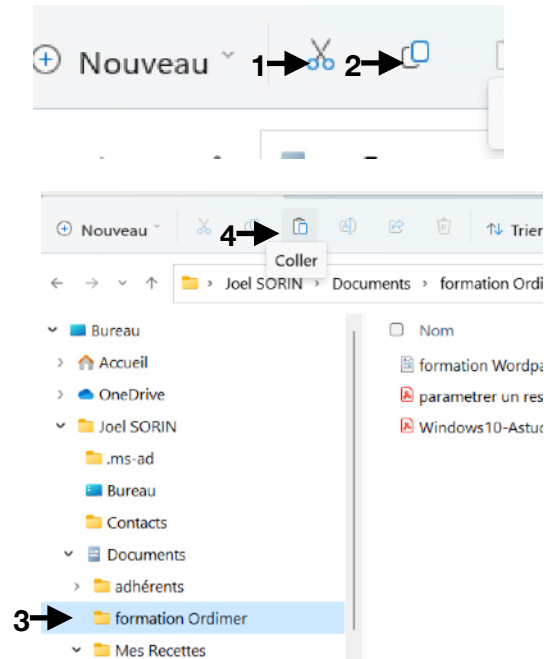 Nouveau 1 2
Nouveau 4 Trier
Coller
Joel SORIN > Documents > formation Ordi
Bureau Nom
Accueil formation Wordpa
OneDrive parametrer un res
Joel SORIN Windows10-Astuc
.ms-ad
Bureau
Contacts
Documents
adhérents
3 formation Ordimer
Mes Recettes